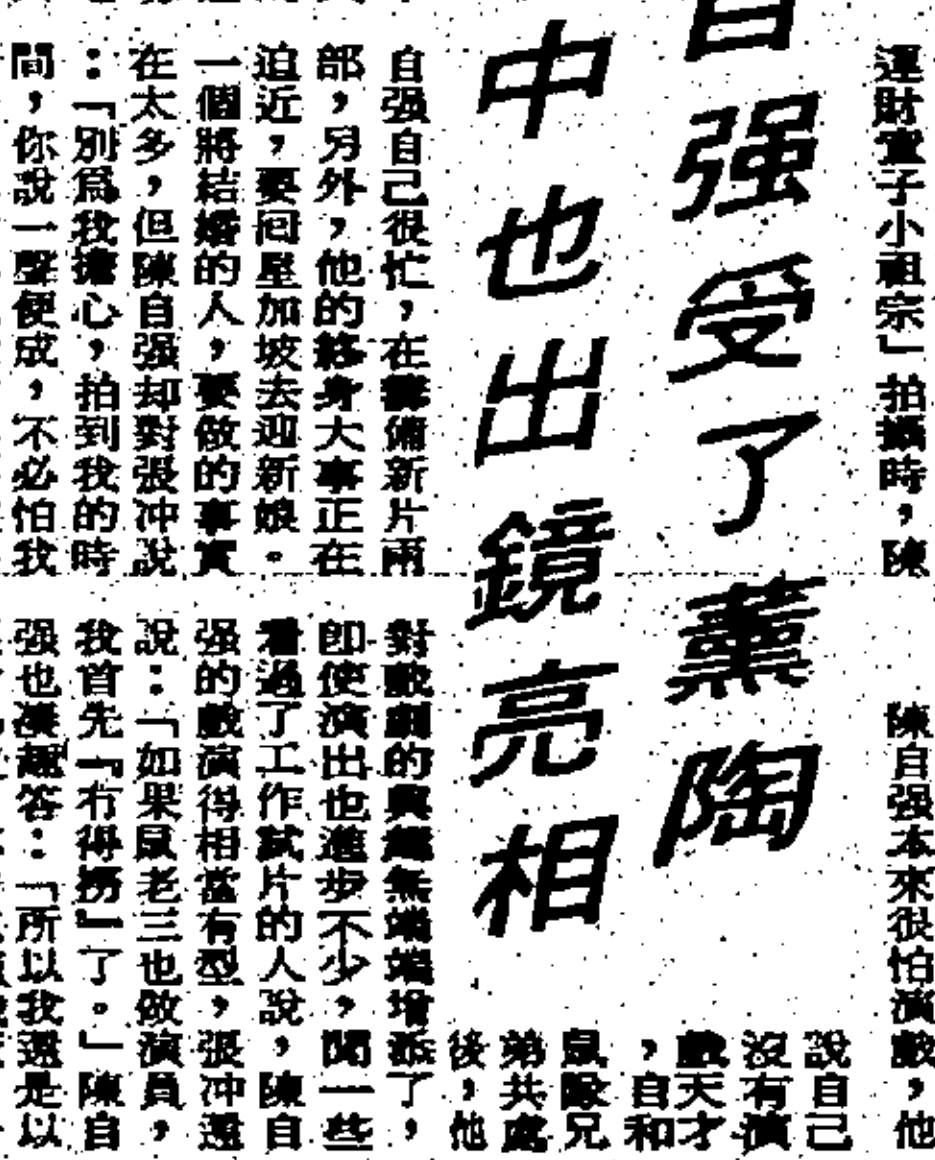 自强受了薰陶
中也出鏡亮相
運財童子小祖宗」拍攝時，陳
自强自己很忙，在籌備新片兩
部，另外，他的終身大事正在
迫近，要回星加坡去迎新娘。
一個將結婚的人，要做的事實
在太多，但陳自强却對張冲說
：「別爲我擔心，拍到我的時
間，你說一聲便成，不必怕我
陳自强本來很怕演戲，他
說自己
沒有演
戲天才
，自和
鼠隊兄
弟共處
後，他
對戲劇的興趣無端端增添了，
即使演出也進步不少，聞一些
看過了工作試片的人說，陳自
强的戲演得相當有型，張冲還
說：「如果鼠老三也做演員，
我首先『冇得撈』了。」陳自
强也湊趣答：「所以我還是以